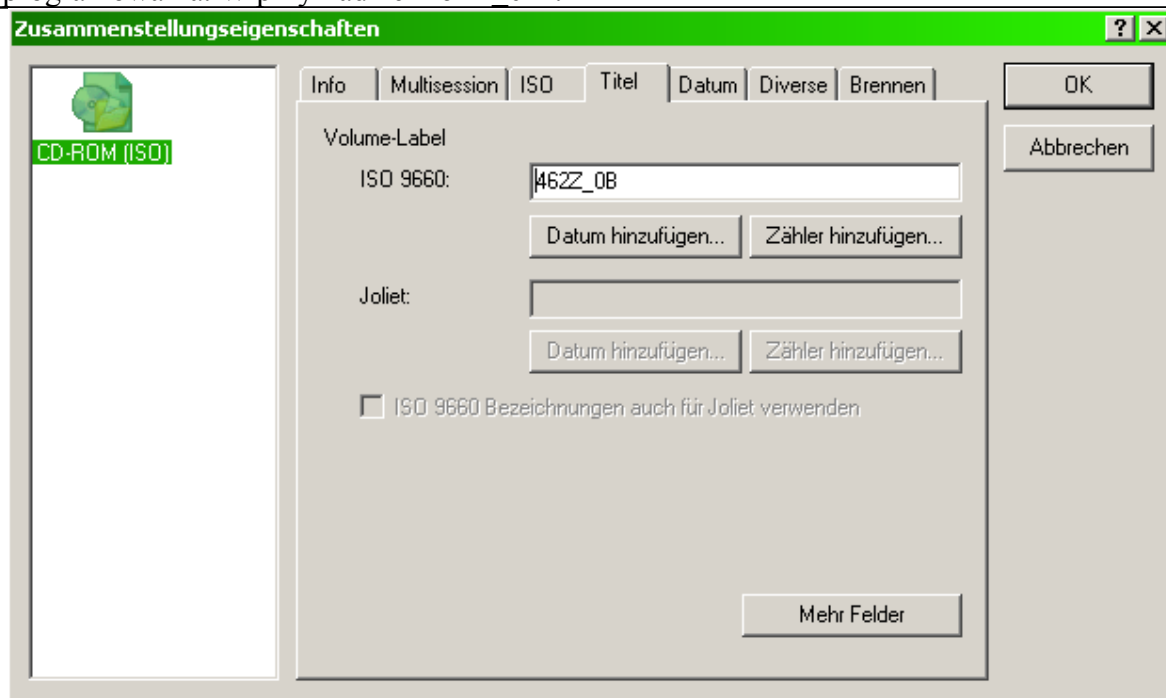 Zusammenstellungseigenschaften
CD-ROM (ISO)
Info Multisession ISO Titel Datum Diverse Brennen
Volume-Label
ISO 9660: 462Z_0B
Datum hinzufügen... Zähler hinzufügen...
Joliet:
Datum hinzufügen... Zähler hinzufügen...
ISO 9660 Bezeichnungen auch für Joliet verwenden
Mehr Felder
OK
Abbrechen